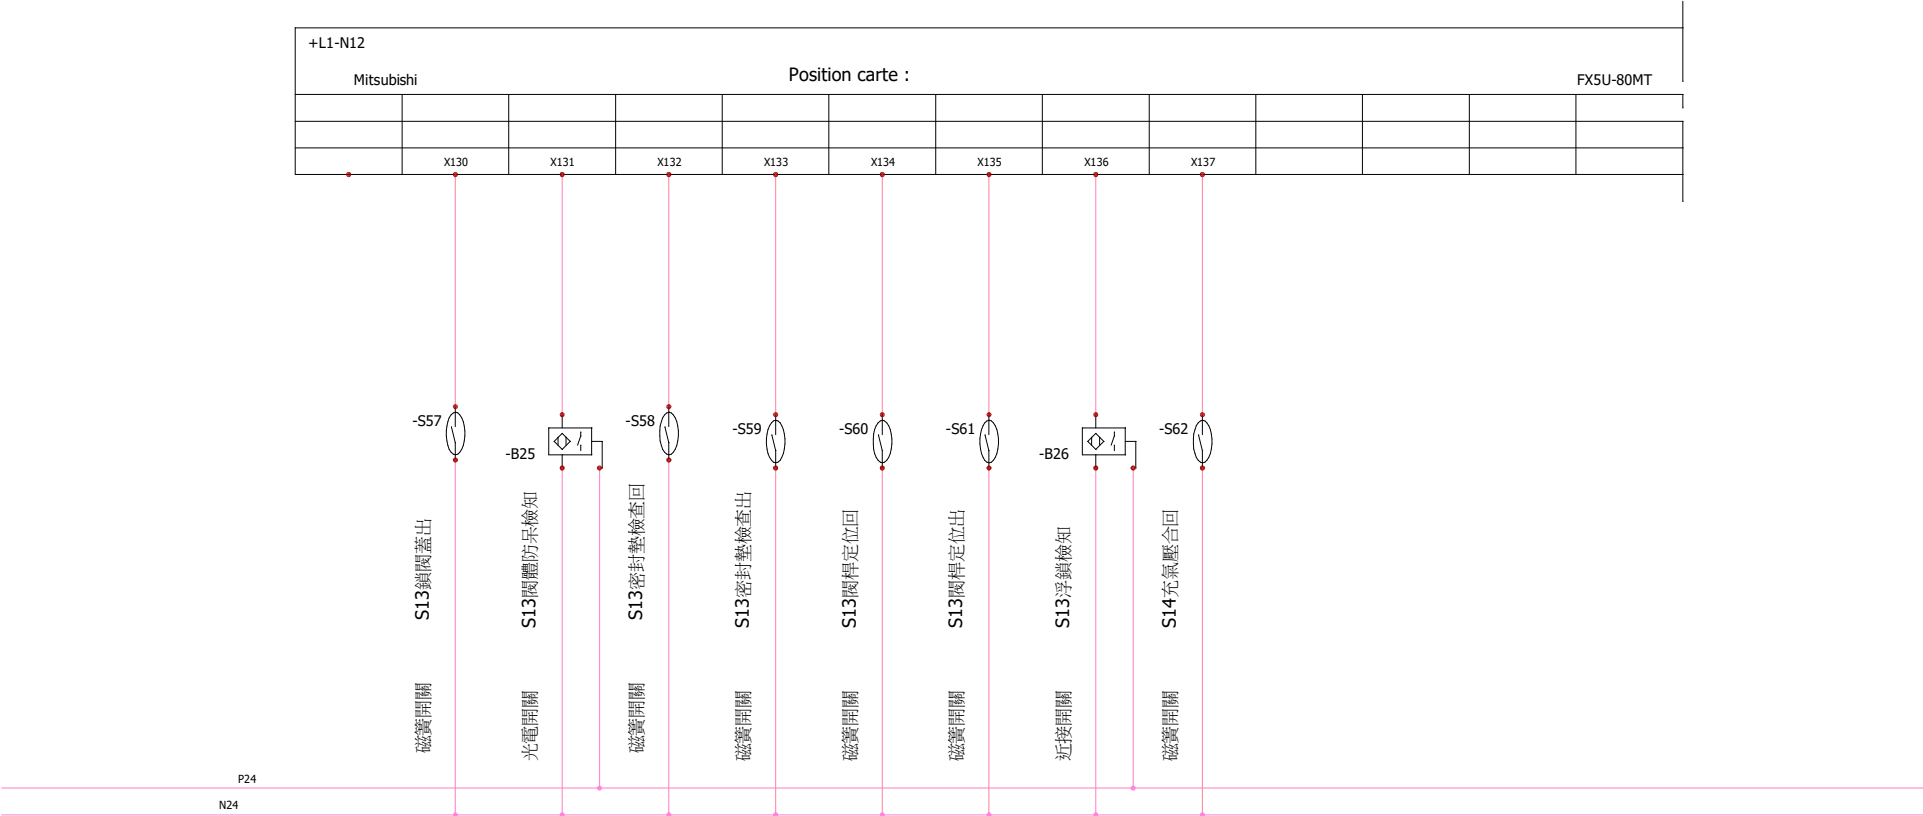 +L1-N12
Mitsubishi
Position carte :
FX5U-80MT
X130
X131
X132
X133
X134
X135
X136
X137
-S57
-B25
-S58
-S59
-S60
-S61
-B26
-S62
S13鎖閥蓋出
S13閥體防呆檢知
S13密封墊檢查回
S13密封墊檢查出
S13閥桿定位回
S13閥桿定位出
S13浮鎖檢知
S14充氣壓合回
磁簧開關
光電開關
磁簧開關
磁簧開關
磁簧開關
磁簧開關
近接開關
磁簧開關
P24
N24